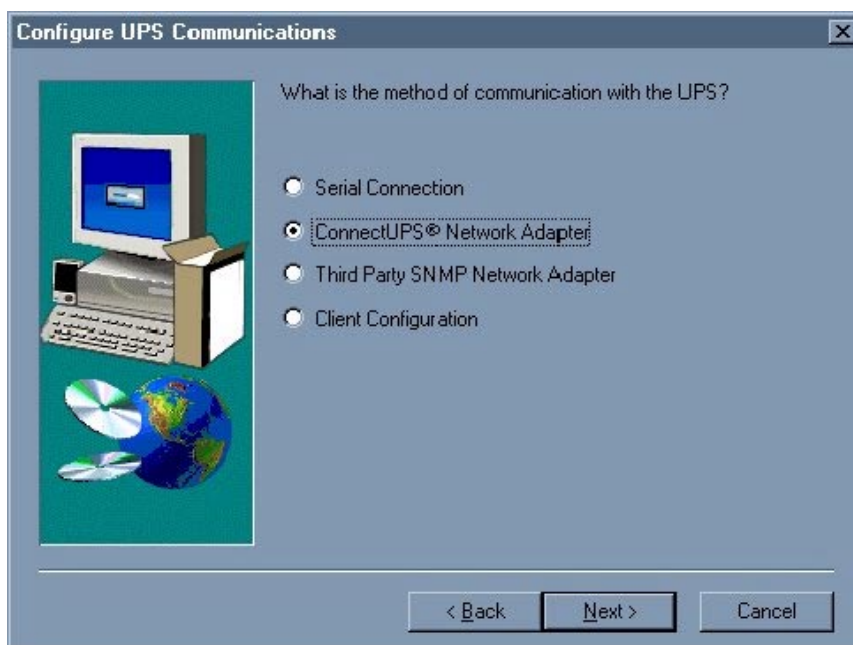 Configure UPS Communications
What is the method of communication with the UPS?
Serial Connection
ConnectUPS® Network Adapter
Third Party SNMP Network Adapter
Client Configuration
< Back
Next >
Cancel